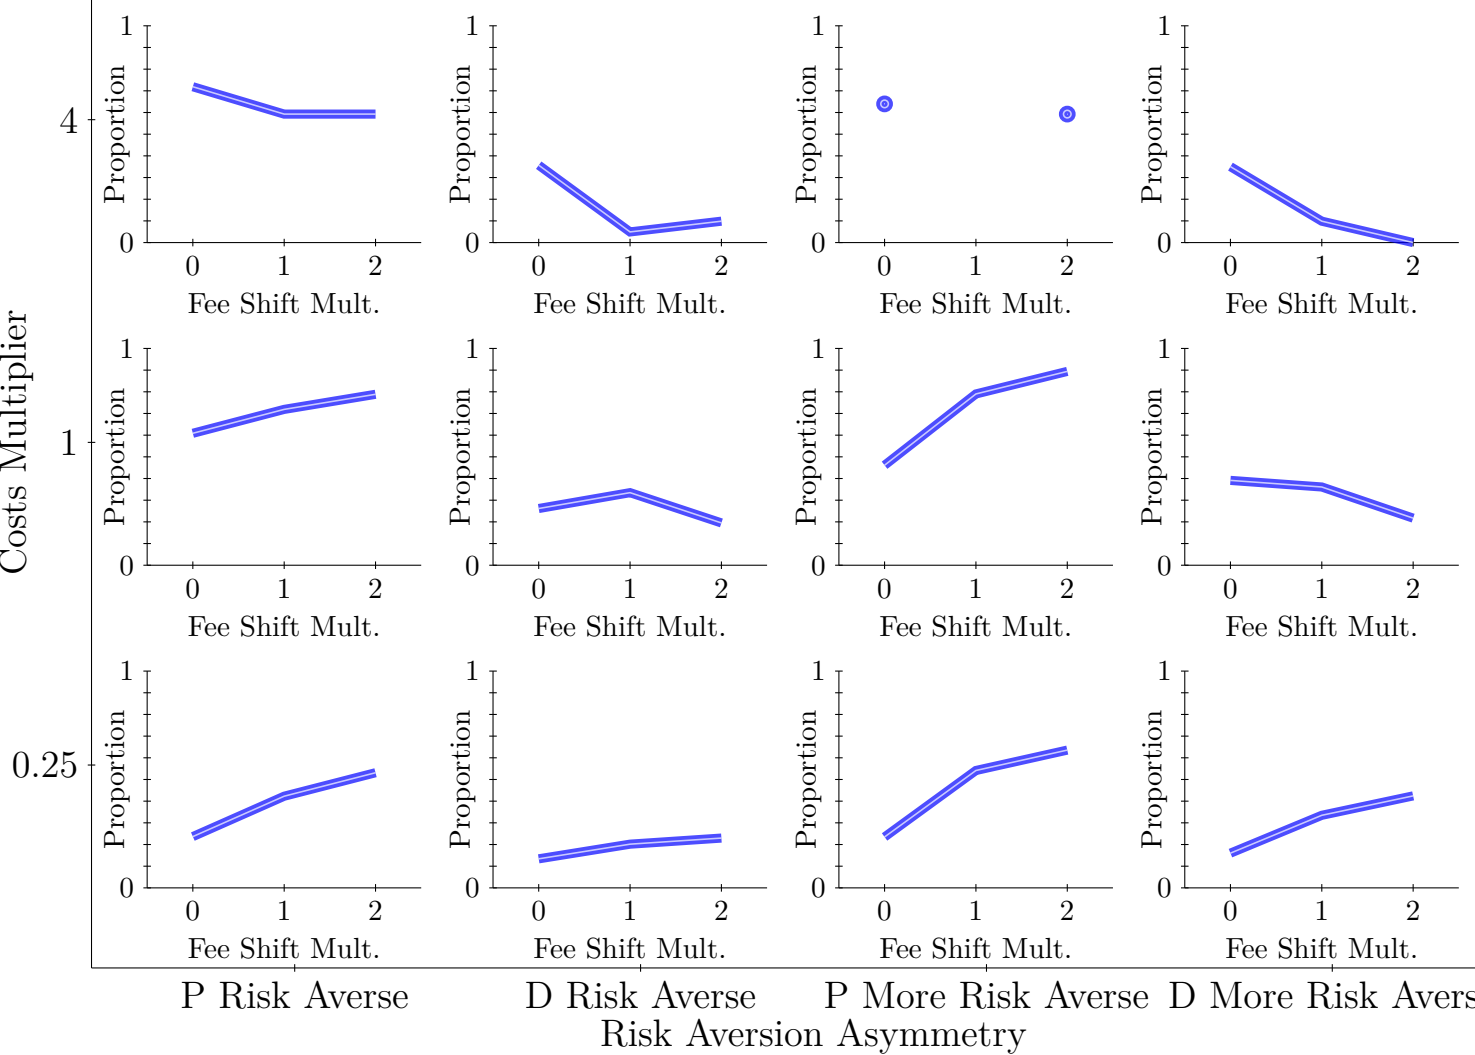 1 1 1 1
Proportion Proportion Proportion Proportion
4
0 0 0 0
0 1 2 0 1 2 0 1 2 0 1 2
Fee Shift Mult. Fee Shift Mult. Fee Shift Mult. Fee Shift Mult.
Costs Multiplier
1 1 1 1
Proportion Proportion Proportion Proportion
1
0 0 0 0
0 1 2 0 1 2 0 1 2 0 1 2
Fee Shift Mult. Fee Shift Mult. Fee Shift Mult. Fee Shift Mult.
1 1 1 1
Proportion Proportion Proportion Proportion
0.25
0 0 0 0
0 1 2 0 1 2 0 1 2 0 1 2
Fee Shift Mult. Fee Shift Mult. Fee Shift Mult. Fee Shift Mult.
P Risk Averse D Risk Averse P More Risk Averse D More Risk Avers
Risk Aversion Asymmetry